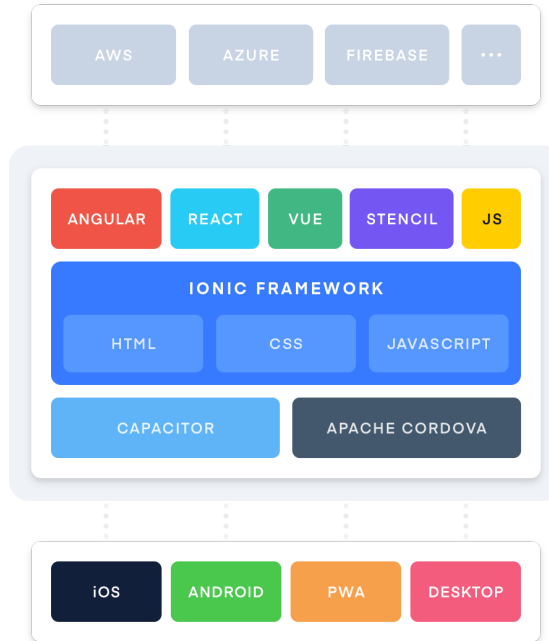 AWS AZURE FIREBASE ...
ANGULAR REACT VUE STENCIL JS
IONIC FRAMEWORK
HTML CSS JAVASCRIPT
CAPACITOR APACHE CORDOVA
iOS ANDROID PWA DESKTOP